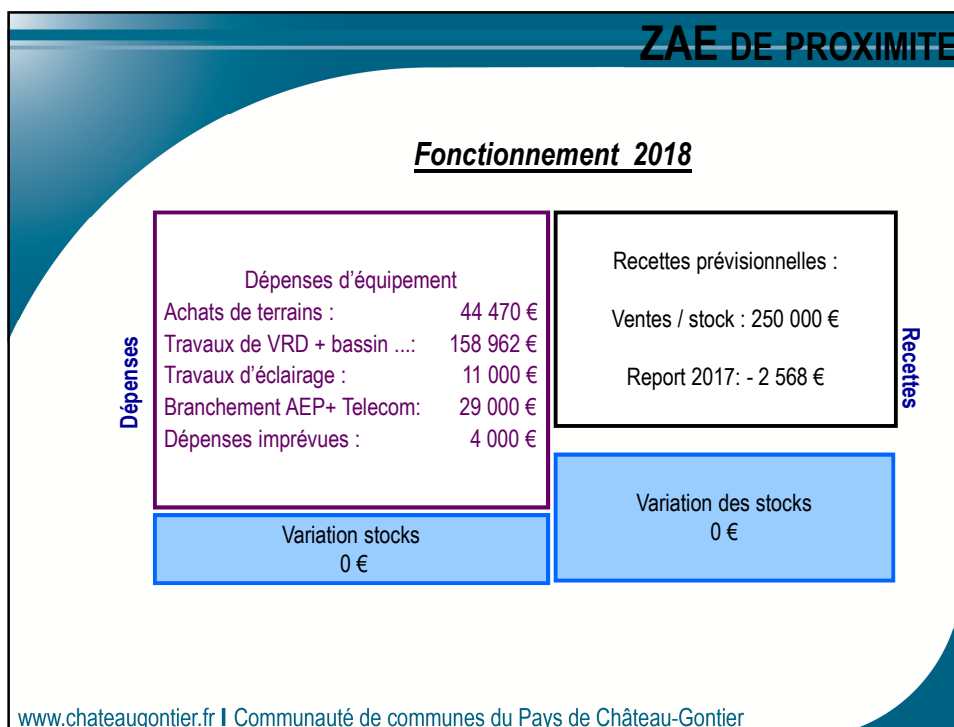 ZAE DE PROXIMITE
Fonctionnement 2018
Dépenses
Dépenses d’équipement
Achats de terrains : 44 470 €
Travaux de VRD + bassin ...: 158 962 €
Travaux d’éclairage : 11 000 €
Branchement AEP+ Telecom: 29 000 €
Dépenses imprévues : 4 000 €
Variation stocks
0 €
Recettes prévisionnelles :
Ventes / stock : 250 000 €
Report 2017: - 2 568 €
Recettes
Variation des stocks
0 €
www.chateaugontier.fr I Communauté de communes du Pays de Château-Gontier